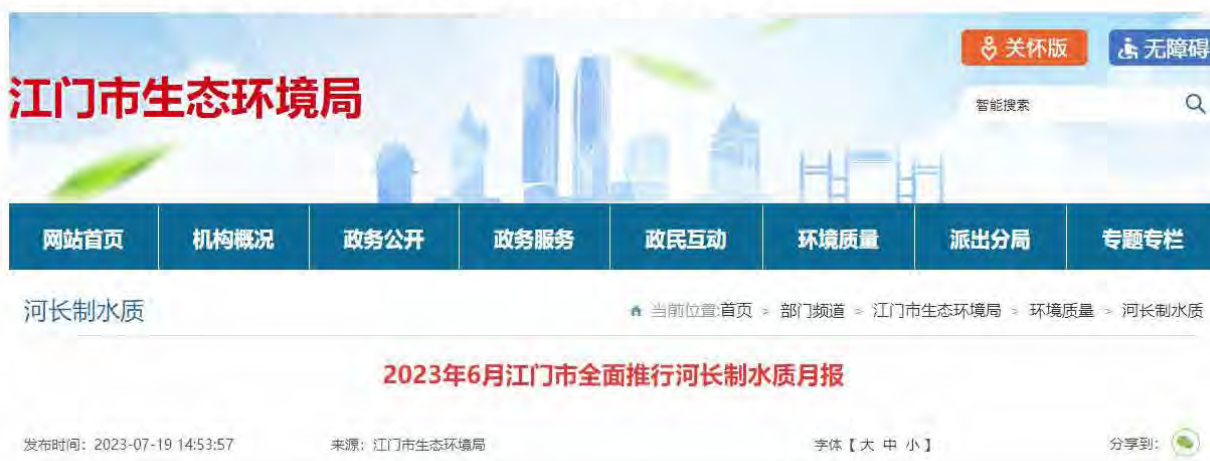 关怀版 无障碍
江门市生态环境局
智能搜索
网站首页 机构概况 政务公开 政务服务 政民互动 环境质量 派出分局 专题专栏
河长制水质 当前位置:首页 > 部门频道 > 江门市生态环境局 > 环境质量 > 河长制水质
2023年6月江门市全面推行河长制水质月报
发布时间：2023-07-19 14:53:57 来源：江门市生态环境局 字体【大 中 小】 分享到：